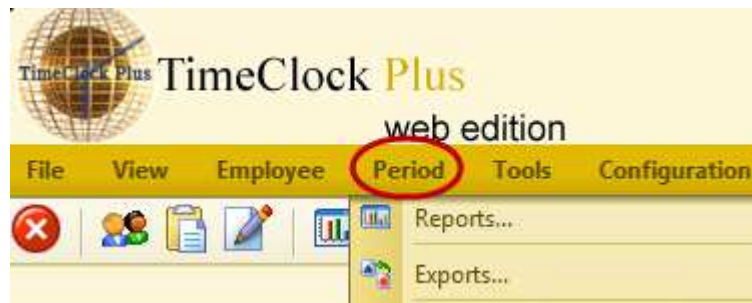 TimeClock Plus
TimeClock Plus
web edition
File View Employee Period Tools Configuration
Reports...
Exports...